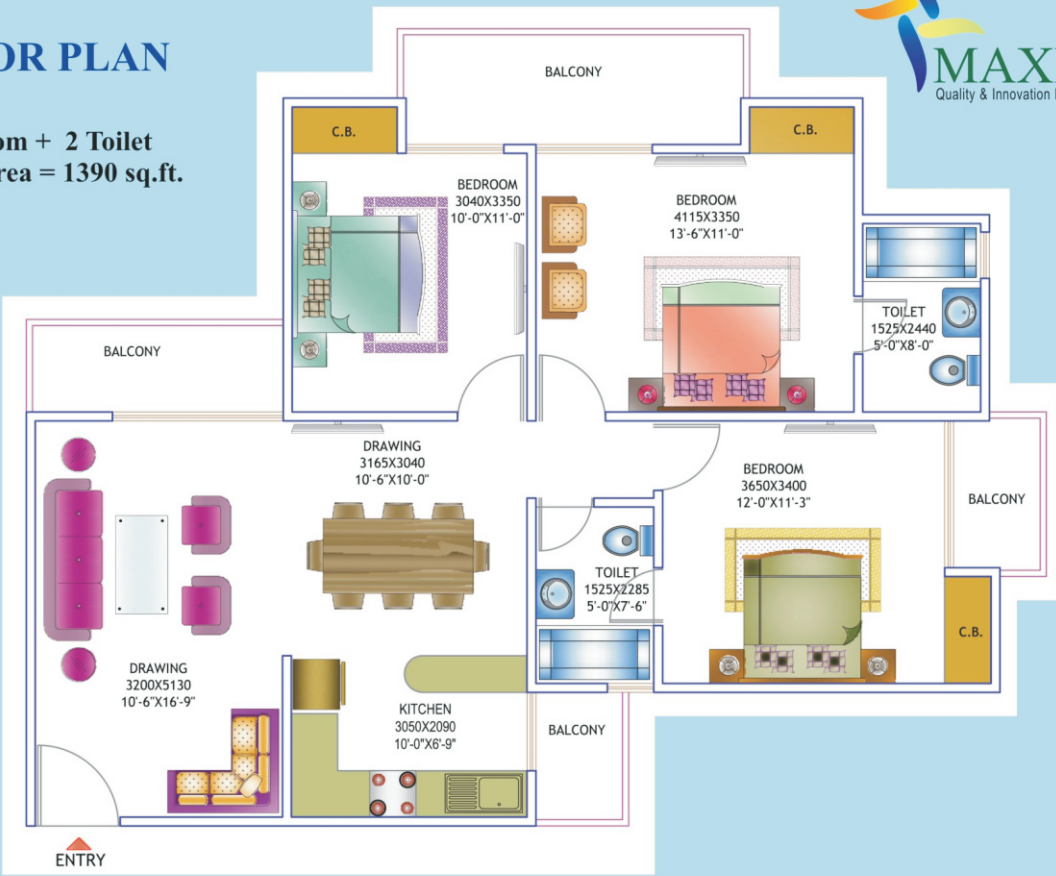 OR PLAN
om + 2 Toilet
rea = 1390 sq.ft.
MAX
Quality & Innovation
BALCONY
C.B.
C.B.
BEDROOM
3040X3350
10'-0"X11'-0"
BEDROOM
4115X3350
13'-6"X11'-0"
TOILET
1525X2440
5'-0"X8'-0"
BALCONY
DRAWING
3165X3040
10'-6"X10'-0"
BEDROOM
3650X3400
12'-0"X11'-3"
BALCONY
TOILET
1525X2285
5'-0"X7'-6"
C.B.
DRAWING
3200X5130
10'-6"X16'-9"
KITCHEN
3050X2090
10'-0"X6'-9"
BALCONY
ENTRY